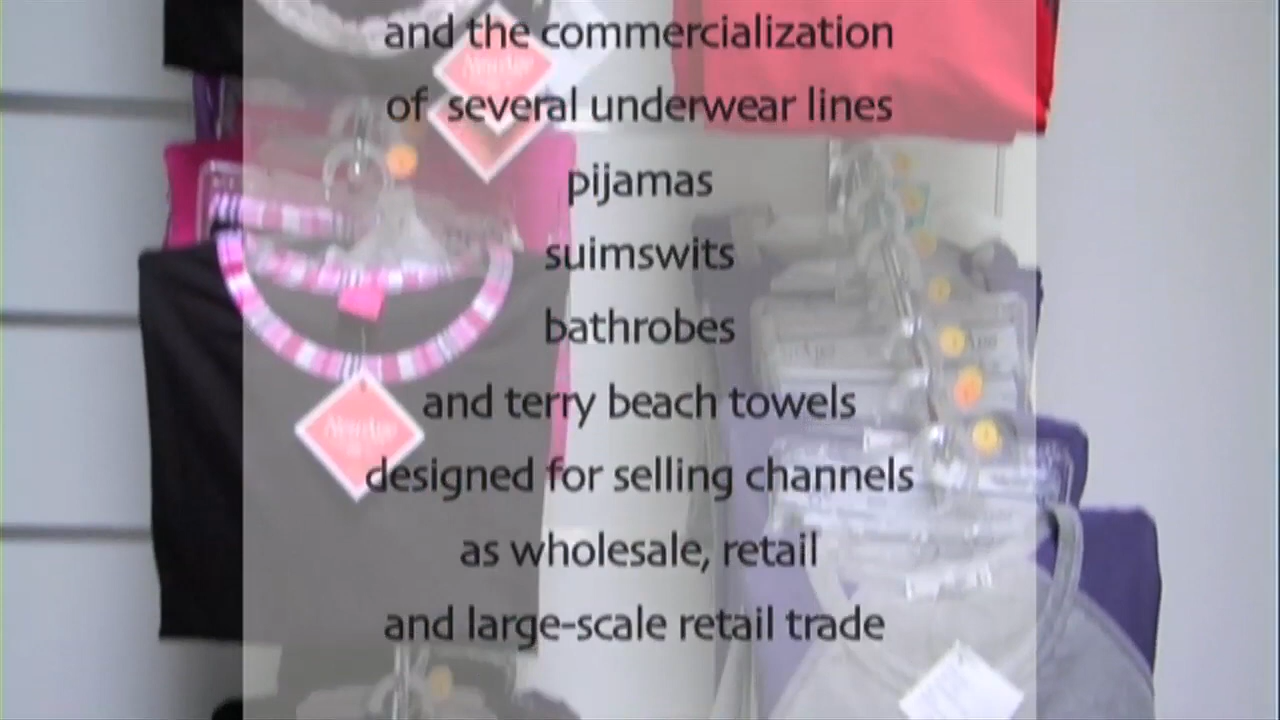 and the commercialization
of several underwear lines
pijamas
suimswits
bathrobes
and terry beach towels
designed for selling channels
as wholesale, retail
and large-scale retail trade